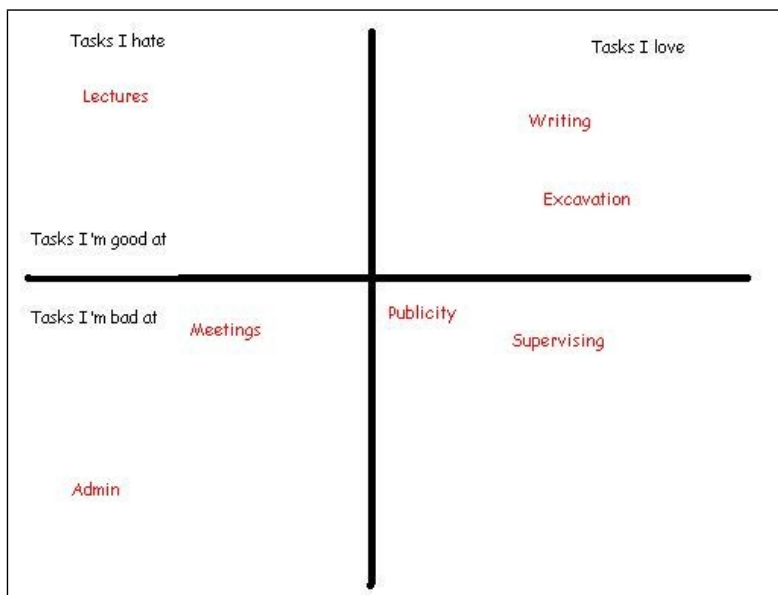 Tasks I hate
Tasks I love
Lectures
Writing
Excavation
Tasks I'm good at
Tasks I'm bad at
Publicity
Meetings
Supervising
Admin